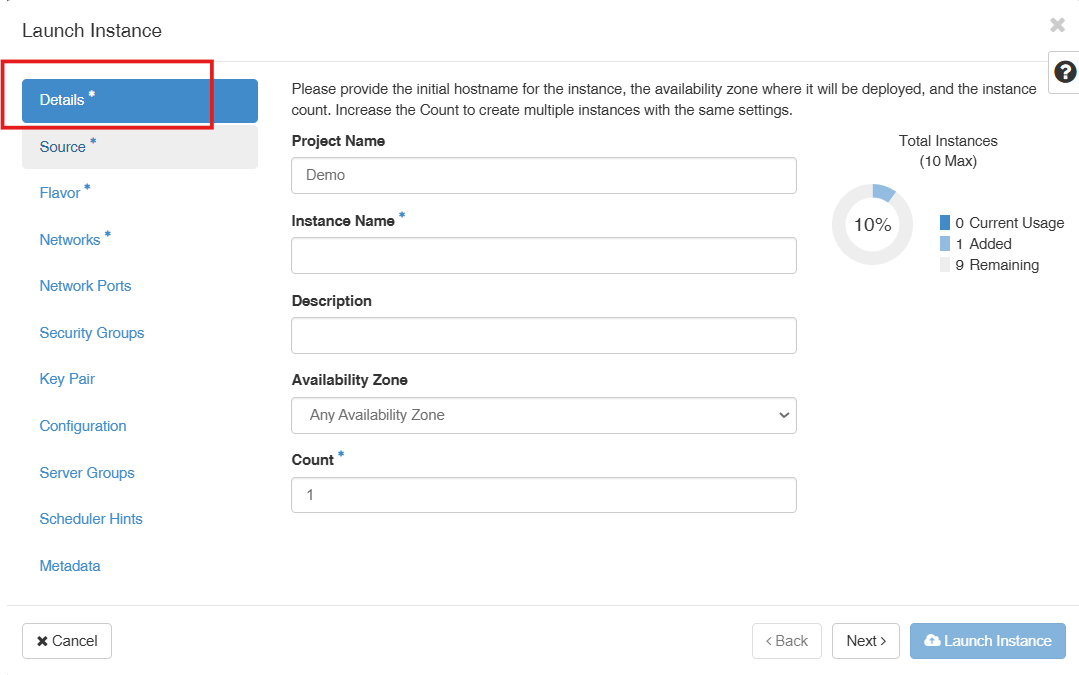 Launch Instance
×
Details *
Source *
Flavor *
Networks *
Network Ports
Security Groups
Key Pair
Configuration
Server Groups
Scheduler Hints
Metadata
Please provide the initial hostname for the instance, the availability zone where it will be deployed, and the instance
count. Increase the Count to create multiple instances with the same settings.
Project Name
Demo
Instance Name *
Description
Availability Zone
Any Availability Zone
Count *
1
Total Instances
(10 Max)
10%
0 Current Usage
1 Added
9 Remaining
?
× Cancel
‹ Back
Next ›
Launch Instance